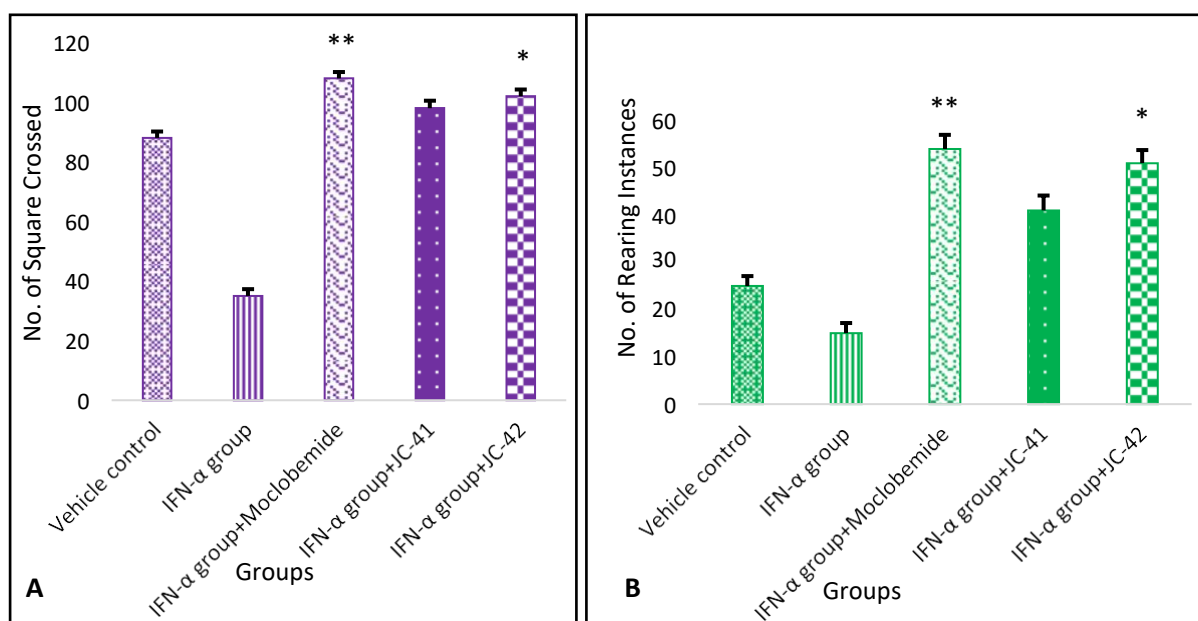 120
100
80
60
40
20
0
No. of Square Crossed
**
*
Vehicle control
IFN-α group
IFN-α group+Moclobemide
IFN-α group+JC-41
IFN-α group+JC-42
Groups
A
60
50
40
30
20
10
0
No. of Rearing Instances
**
*
Vehicle control
IFN-α group
IFN-α group+Moclobemide
IFN-α group+JC-41
IFN-α group+JC-42
Groups
B